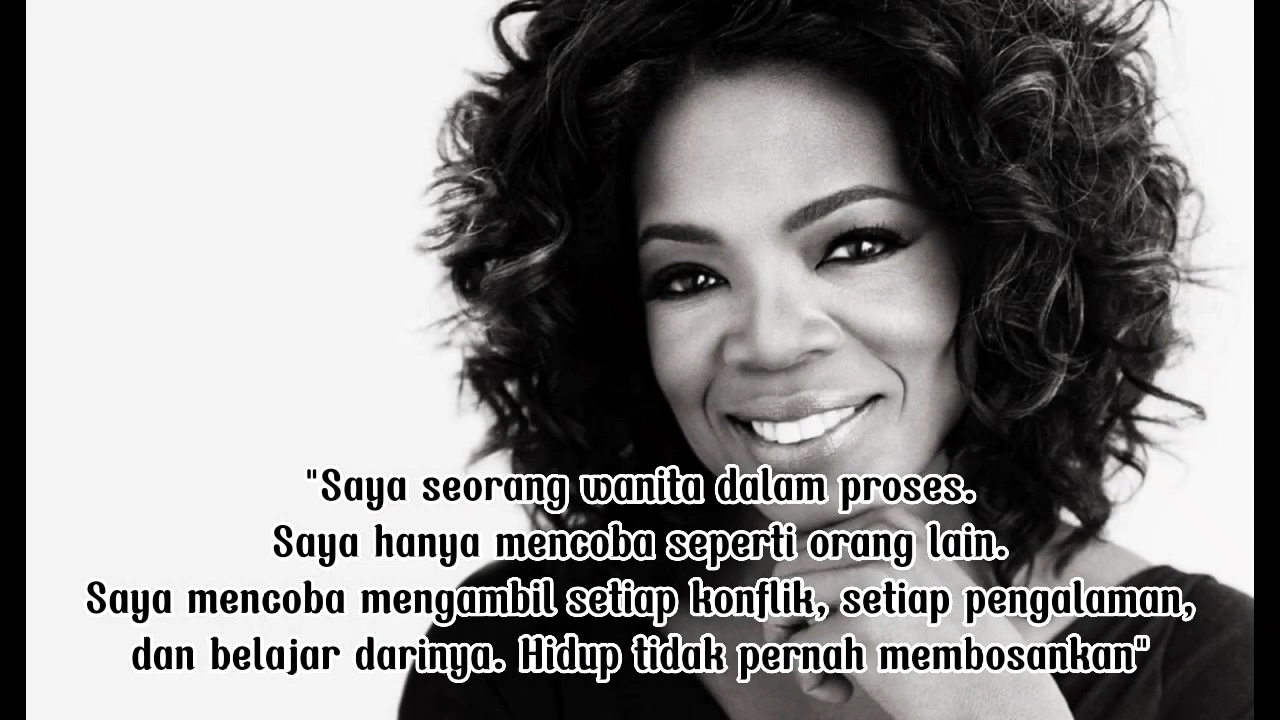 "Saya seorang wanita dalam proses.
Saya hanya mencoba seperti orang lain.
Saya mencoba mengambil setiap konflik, setiap pengalaman,
dan belajar darinya. Hidup tidak pernah membosankan"